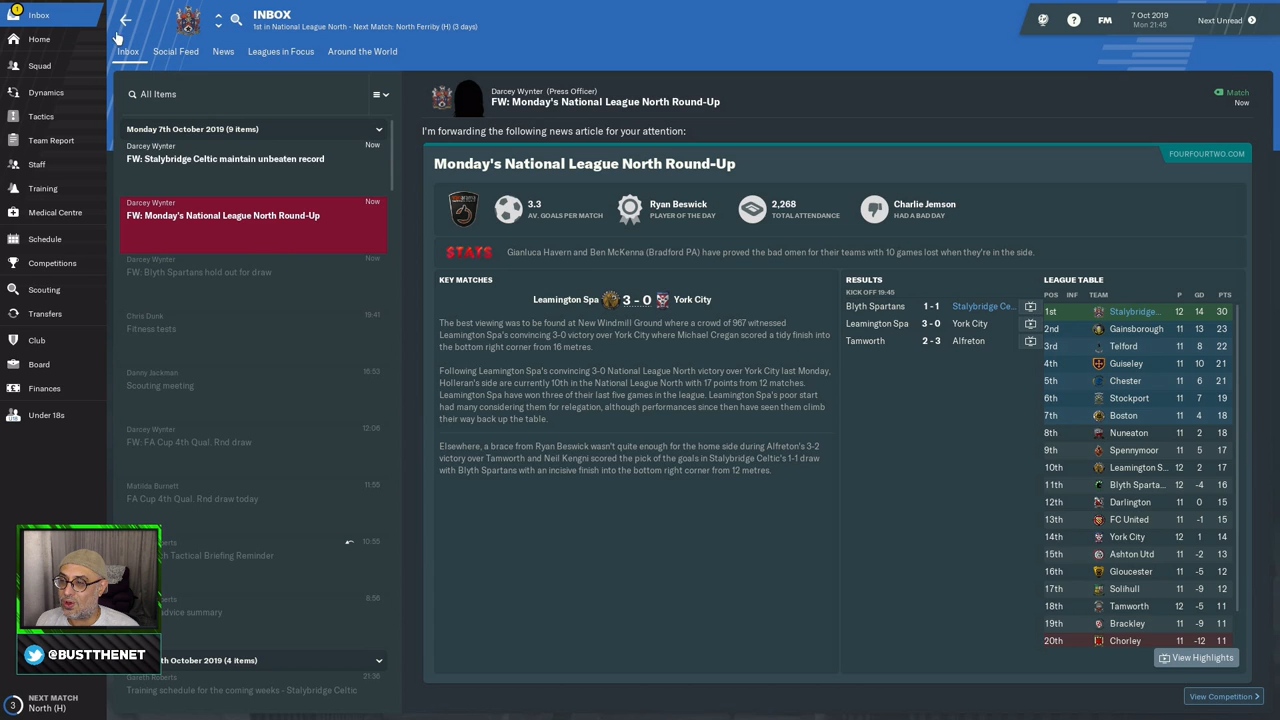 1
Inbox
Home
Squad
Dynamics
Tactics
Team Report
Staff
Training
Medical Centre
Schedule
Competitions
Scouting
Transfers
Club
Board
Finances
Under 18s
@BUSTTHENET
3
NEXT MATCH
North (H)
INBOX
1st in National League North - Next Match: North Ferriby (H) (3 days)
FM
7 Oct 2019
Mon 21:45
Next Unread
Inbox
Social Feed
News
Leagues in Focus
Around the World
All Items
Monday 7th October 2019 (9 items)
Darcey Wynter Now
FW: Stalybridge Celtic maintain unbeaten record
Darcey Wynter Now
FW: Monday's National League North Round-Up
Darcey Wynter Now
FW: Blyth Spartans hold out for draw
Chris Dunk 19:41
Fitness tests
Danny Jackman 16:53
Scouting meeting
Darcey Wynter 12:06
FW: FA Cup 4th Qual. Rnd draw
Matilda Burnett 11:55
FA Cup 4th Qual. Rnd draw today
10:55
Tactical Briefing Reminder
8:56
advice summary
October 2019 (4 items)
Gareth Roberts 21:36
Training schedule for the coming weeks - Stalybridge Celtic
Darcey Wynter (Press Officer)
FW: Monday's National League North Round-Up
Match
Now
I'm forwarding the following news article for your attention:
FOURFOURTWO.COM
Monday's National League North Round-Up
3.3
AV. GOALS PER MATCH
Ryan Beswick
PLAYER OF THE DAY
2,268
TOTAL ATTENDANCE
Charlie Jemson
HAD A BAD DAY
STATS
Gianluca Havern and Ben McKenna (Bradford PA) have proved the bad omen for their teams with 10 games lost when they're in the side.
KEY MATCHES
Leamington Spa 3 - 0 York City
The best viewing was to be found at New Windmill Ground where a crowd of 967 witnessed
Leamington Spa's convincing 3-0 victory over York City where Michael Cregan scored a tidy finish into
the bottom right corner from 16 metres.
Following Leamington Spa's convincing 3-0 National League North victory over York City last Monday,
Holleran's side are currently 10th in the National League North with 17 points from 12 matches.
Leamington Spa have won three of their last five games in the league. Leamington Spa's poor start
had many considering them for relegation, although performances since then have seen them climb
their way back up the table.
Elsewhere, a brace from Ryan Beswick wasn't quite enough for the home side during Alfreton's 3-2
victory over Tamworth and Neil Kengni scored the pick of the goals in Stalybridge Celtic's 1-1 draw
with Blyth Spartans with an incisive finish into the bottom right corner from 12 metres.
RESULTS
KICK OFF 19:45
Blyth Spartans 1 - 1 Stalybridge Ce...
Leamington Spa 3 - 0 York City
Tamworth 2 - 3 Alfreton
LEAGUE TABLE
POS INF TEAM P GD PTS
1st Stalybridge... 12 14 30
2nd Gainsborough 11 13 23
3rd Telford 11 8 22
4th Guiseley 11 10 21
5th Chester 11 6 21
6th Stockport 11 7 19
7th Boston 11 4 18
8th Nuneaton 11 2 18
9th Spennymoor 11 5 17
10th Leamington S... 12 2 17
11th Blyth Sparta... 12 -4 16
12th Darlington 11 0 15
13th FC United 11 -1 15
14th York City 12 1 14
15th Ashton Utd 11 -2 13
16th Gloucester 11 -5 12
17th Solihull 11 -9 12
18th Tamworth 12 -5 11
19th Brackley 11 -9 11
20th Chorley 11 -12 11
View Highlights
View Competition